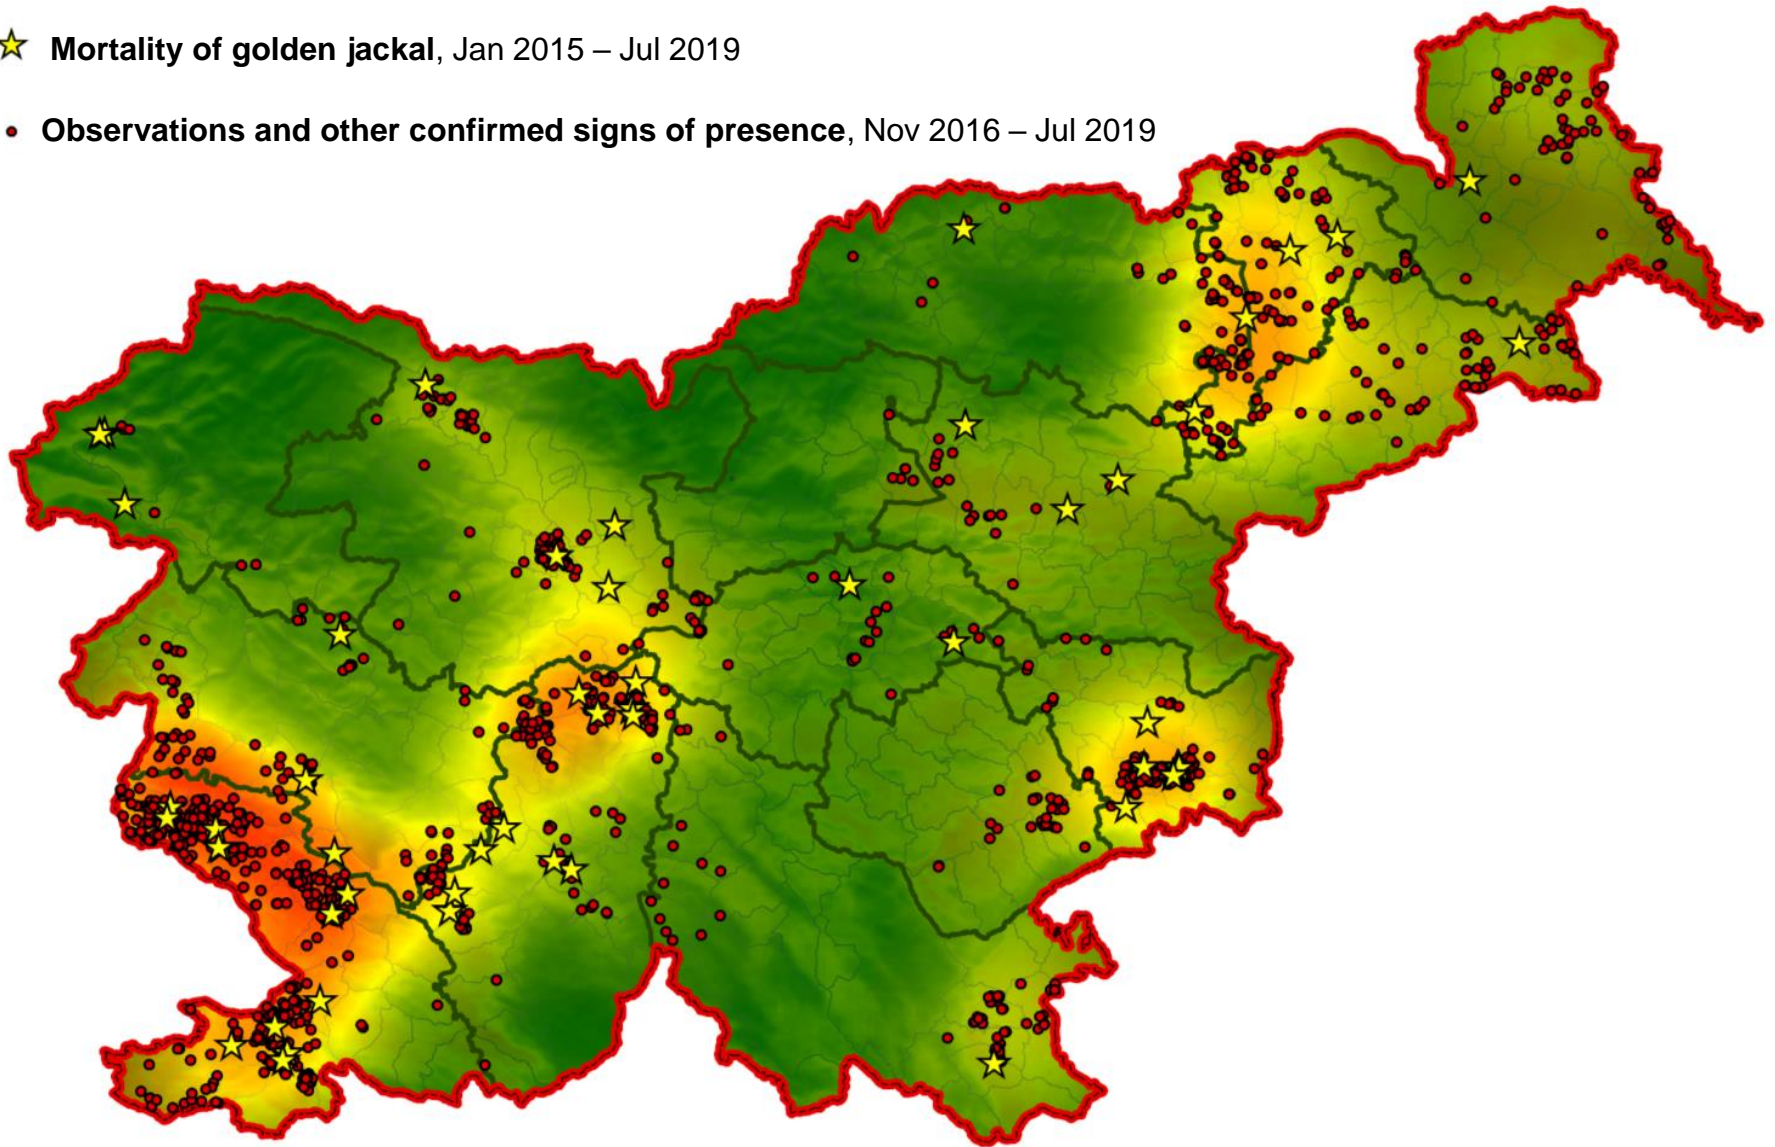 Mortality of golden jackal, Jan 2015 – Jul 2019
Observations and other confirmed signs of presence, Nov 2016 – Jul 2019